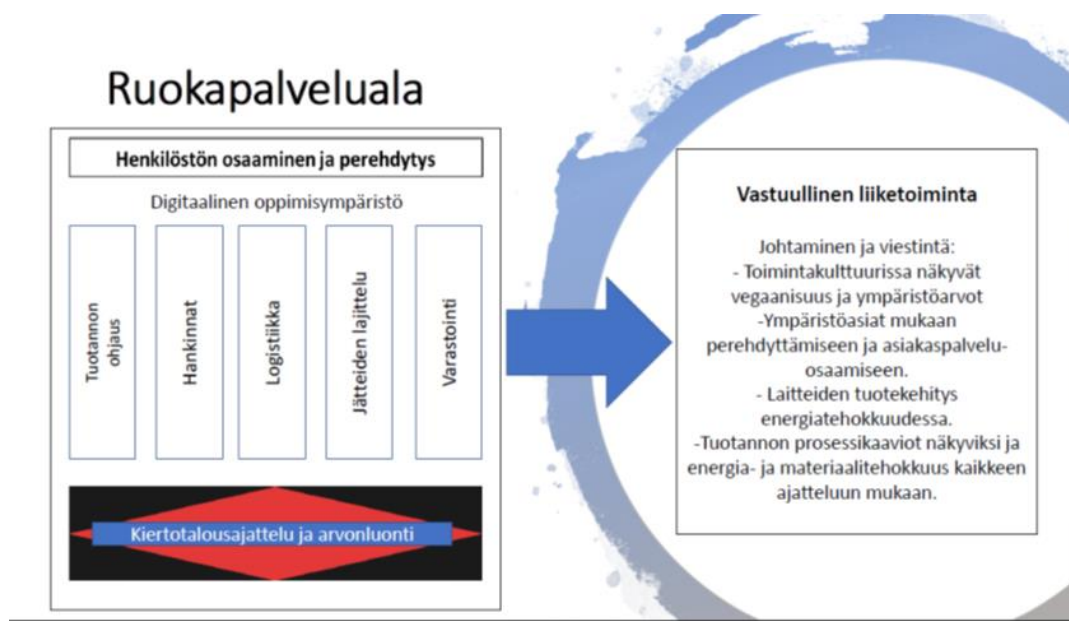 Ruokapalveluala
Henkilöstön osaaminen ja perehdytys
Digitaalinen oppimisympäristö
Tuotannon
ohjaus
Hankinnat
Logistiikka
Jätteiden lajittelu
Varastointi
Kiertotalousajattelu ja arvonluonti
Vastuullinen liiketoiminta
Johtaminen ja viestintä:
- Toimintakulttuurissa näkyvät
vegaanisuus ja ympäristöarvot
-Ympäristöasiat mukaan
perehdyttämiseen ja asiakaspalvelu-
osaamiseen.
- Laitteiden tuotekehitys
energiatehokkuudessa.
-Tuotannon prosessikaaviot näkyviksi ja
energia- ja materiaalitehokkuus kaikkeen
ajatteluun mukaan.